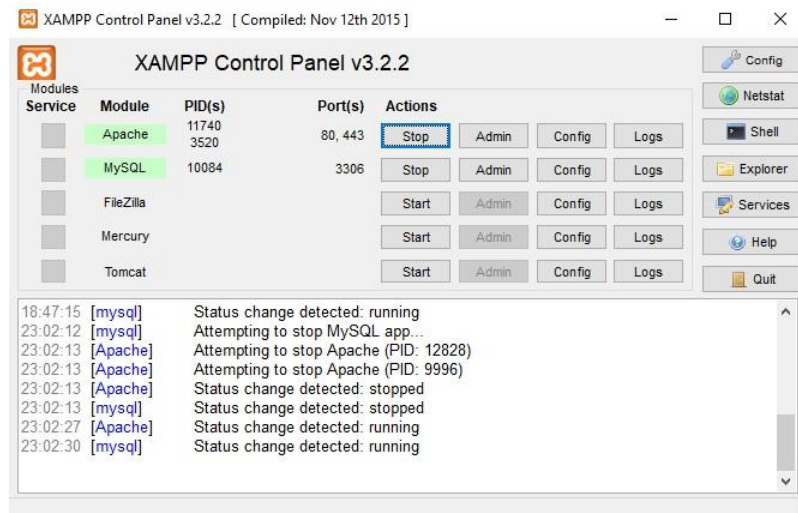 XAMPP Control Panel v3.2.2 [ Compiled: Nov 12th 2015 ]
XAMPP Control Panel v3.2.2
Config
Modules
Service Module PID(s) Port(s) Actions
Netstat
Apache 11740 3520 80, 443 Stop Admin Config Logs
Shell
MySQL 10084 3306 Stop Admin Config Logs
Explorer
FileZilla Start Admin Config Logs
Services
Mercury Start Admin Config Logs
Help
Tomcat Start Admin Config Logs
Quit
18:47:15 [mysql] Status change detected: running
23:02:12 [mysql] Attempting to stop MySQL app...
23:02:13 [Apache] Attempting to stop Apache (PID: 12828)
23:02:13 [Apache] Attempting to stop Apache (PID: 9996)
23:02:13 [Apache] Status change detected: stopped
23:02:13 [mysql] Status change detected: stopped
23:02:27 [Apache] Status change detected: running
23:02:30 [mysql] Status change detected: running